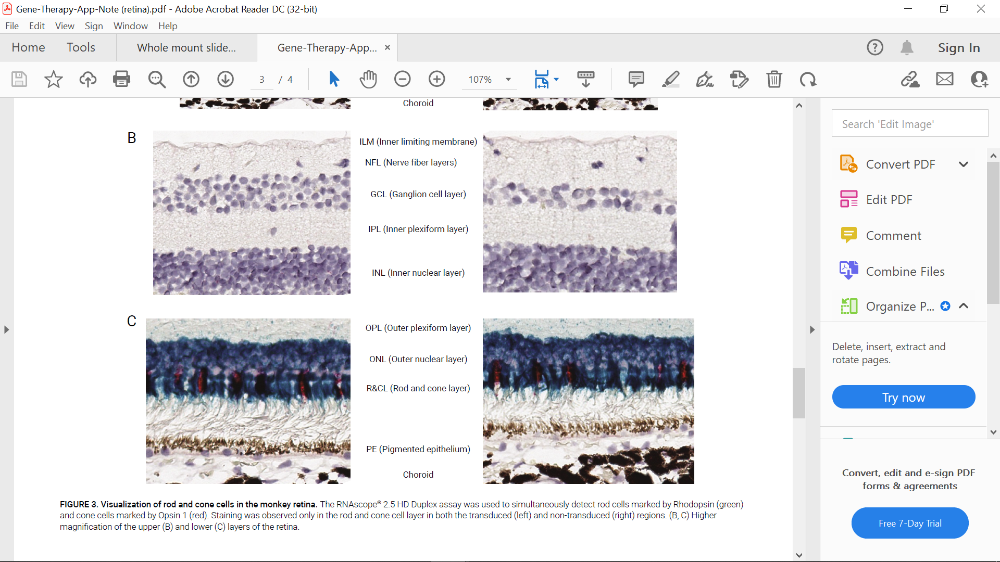 Gene-Therapy-App-Note (retina).pdf - Adobe Acrobat Reader DC (32-bit)
File Edit View Sign Window Help
Home Tools Whole mount slide... Gene-Therapy-App... × Sign In
3 / 4 107%
Choroid
B
ILM (Inner limiting membrane)
NFL (Nerve fiber layers)
GCL (Ganglion cell layer)
IPL (Inner plexiform layer)
INL (Inner nuclear layer)
C
OPL (Outer plexiform layer)
ONL (Outer nuclear layer)
R&CL (Rod and cone layer)
PE (Pigmented epithelium)
Choroid
FIGURE 3. Visualization of rod and cone cells in the monkey retina. The RNAscope® 2.5 HD Duplex assay was used to simultaneously detect rod cells marked by Rhodopsin (green)
and cone cells marked by Opsin 1 (red). Staining was observed only in the rod and cone cell layer in both the transduced (left) and non-transduced (right) regions. (B, C) Higher
magnification of the upper (B) and lower (C) layers of the retina.
Search 'Edit Image'
Convert PDF
Edit PDF
Comment
Combine Files
Organize P...
Delete, insert, extract and
rotate pages.
Try now
Convert, edit and e-sign PDF
forms & agreements
Free 7-Day Trial